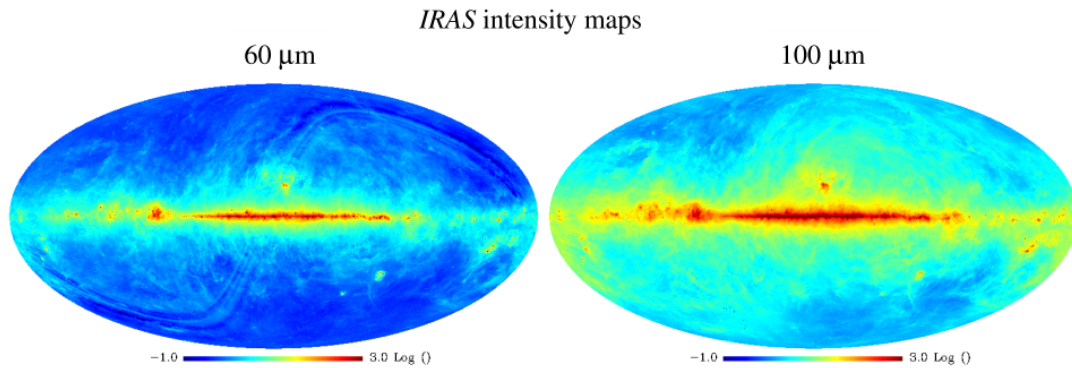 IRAS intensity maps
60 μm 100 μm
−1.0 3.0 Log () −1.0 3.0 Log ()